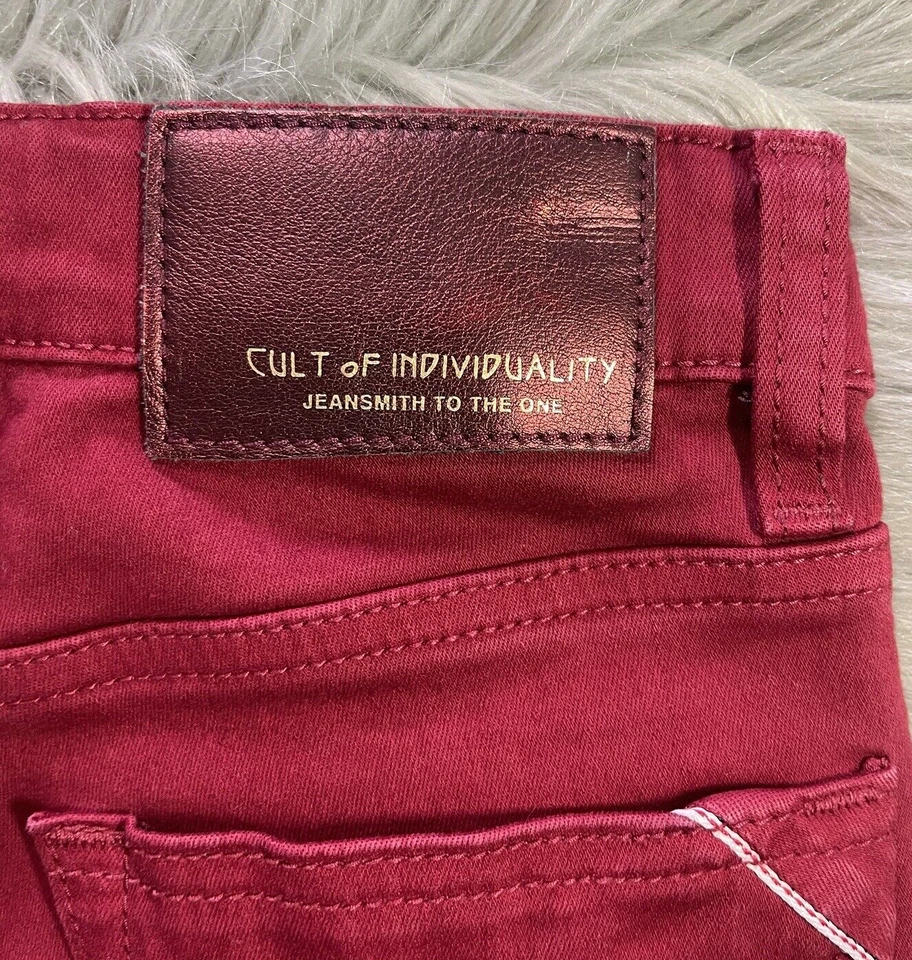 CULT oF INDIVIDUALITY
JEANSMITH TO THE ONE